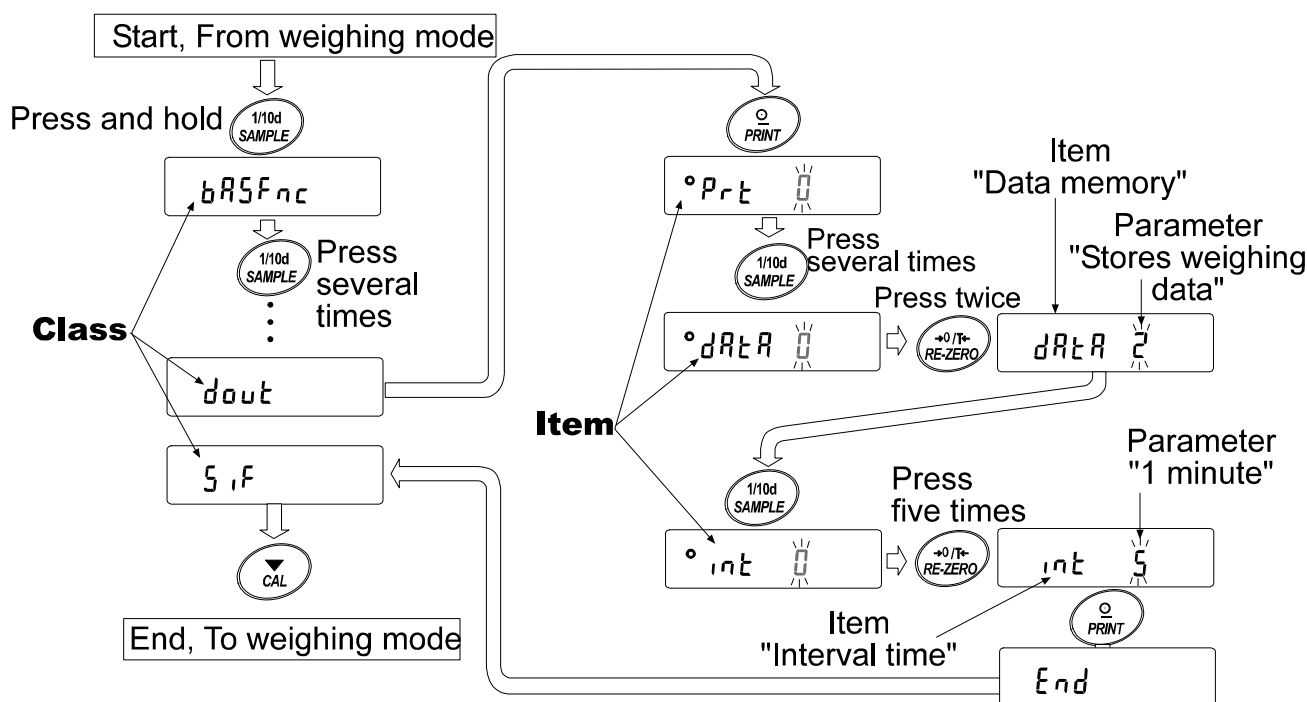 Start, From weighing mode
Press and hold
1/10d
SAMPLE
bASFnc
1/10d
SAMPLE
Press
several
times
Class
dout
S iF
CAL
End, To weighing mode
PRINT
Prt 0
1/10d
SAMPLE
Press
several times
Item
"Data memory"
Parameter
"Stores weighing
data"
Press twice
dAtA 0
→0/T←
RE-ZERO
dAtA 2
Item
1/10d
SAMPLE
Press
five times
Parameter
"1 minute"
int 0
→0/T←
RE-ZERO
int 5
Item
"Interval time"
PRINT
End